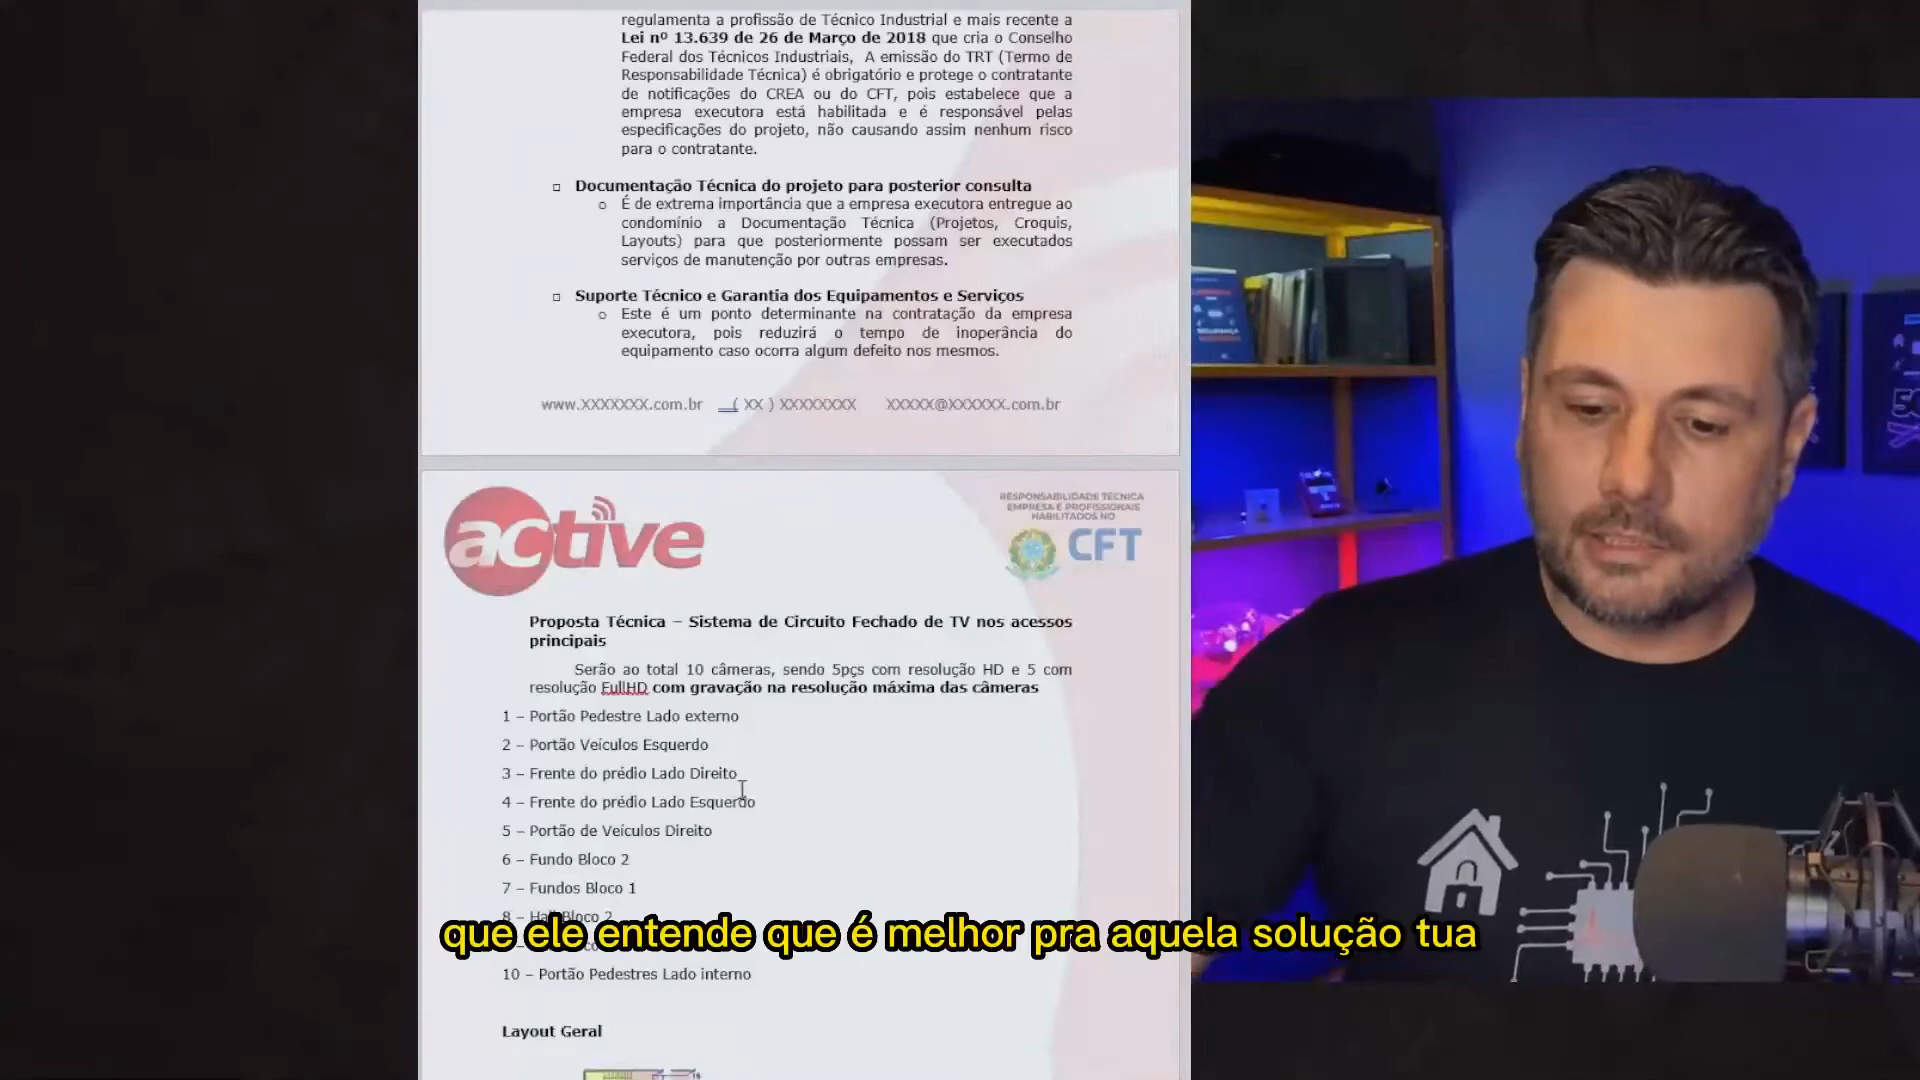 regulamenta a profissão de Técnico Industrial e mais recente a
Lei nº 13.639 de 26 de Março de 2018 que cria o Conselho
Federal dos Técnicos Industriais, A emissão do TRT (Termo de
Responsabilidade Técnica) é obrigatório e protege o contratante
de notificações do CREA ou do CFT, pois estabelece que a
empresa executora está habilitada e é responsável pelas
especificações do projeto, não causando assim nenhum risco
para o contratante.
Documentação Técnica do projeto para posterior consulta
o É de extrema importância que a empresa executora entregue ao
condomínio a Documentação Técnica (Projetos, Croquis,
Layouts) para que posteriormente possam ser executados
serviços de manutenção por outras empresas.
Suporte Técnico e Garantia dos Equipamentos e Serviços
o Este é um ponto determinante na contratação da empresa
executora, pois reduzirá o tempo de inoperância do
equipamento caso ocorra algum defeito nos mesmos.
www.XXXXXXX.com.br __( XX ) XXXXXXXX XXXXX@XXXXXX.com.br
active
RESPONSABILIDADE TÉCNICA
EMPRESA E PROFISSIONAIS
HABILITADOS NO
CFT
Proposta Técnica – Sistema de Circuito Fechado de TV nos acessos
principais
Serão ao total 10 câmeras, sendo 5pçs com resolução HD e 5 com
resolução FullHD com gravação na resolução máxima das câmeras
1 – Portão Pedestre Lado externo
2 – Portão Veículos Esquerdo
3 – Frente do prédio Lado Direito
4 – Frente do prédio Lado Esquerdo
5 – Portão de Veículos Direito
6 – Fundo Bloco 2
7 – Fundos Bloco 1
8 – Hall Bloco 2
que ele entende que é melhor pra aquela solução tua
10 – Portão Pedestres Lado interno
Layout Geral
SEGURANÇA